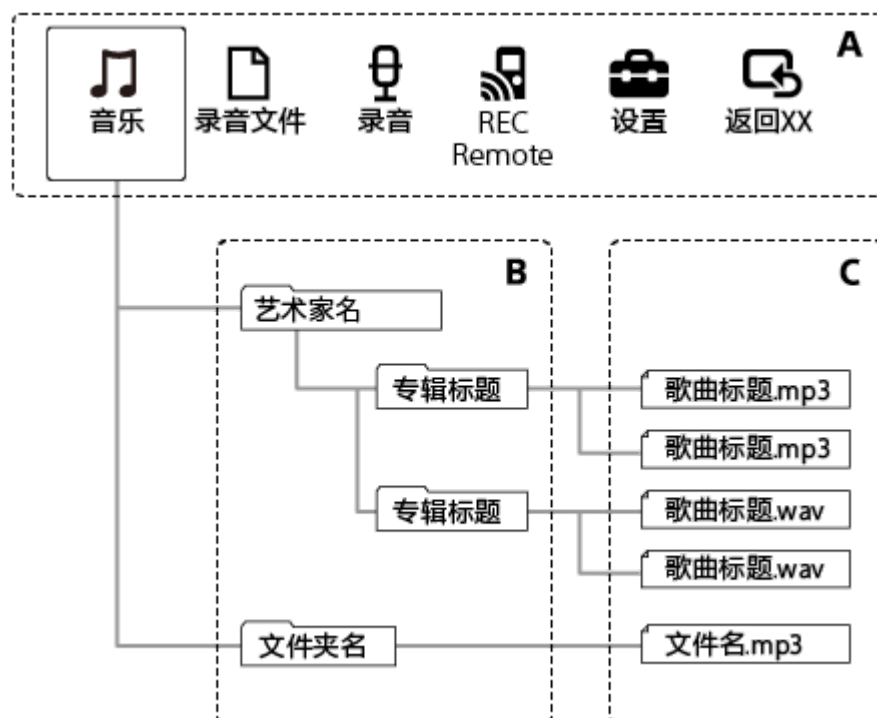 A
音乐
录音文件
录音
REC
Remote
设置
返回XX
B
C
艺术家名
专辑标题
歌曲标题.mp3
歌曲标题.mp3
专辑标题
歌曲标题.wav
歌曲标题.wav
文件夹名
文件名.mp3